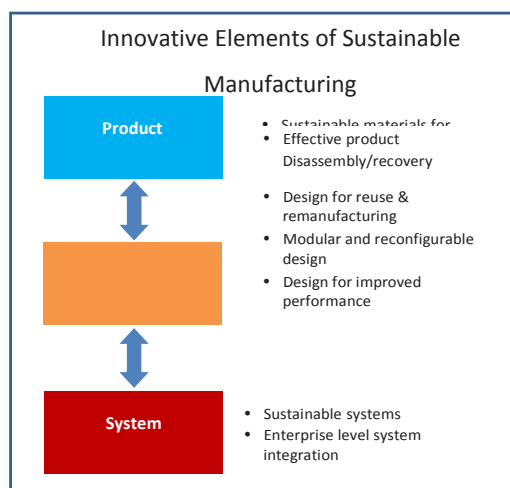 Innovative Elements of Sustainable
Manufacturing
Product
• Sustainable materials for
• Effective product
Disassembly/recovery
• Design for reuse &
remanufacturing
• Modular and reconfigurable
design
• Design for improved
performance
System
• Sustainable systems
• Enterprise level system
integration